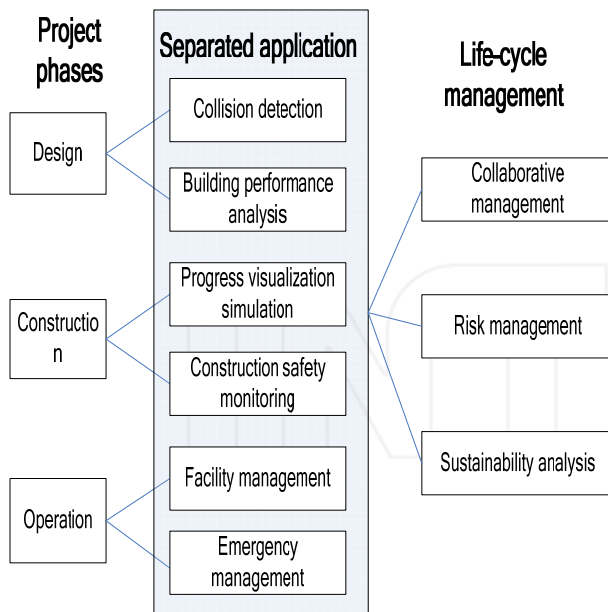 Project
phases
Separated application
Life-cycle
management
Design
Collision detection
Building performance
analysis
Constructio
n
Progress visualization
simulation
Construction safety
monitoring
Operation
Facility management
Emergency
management
Collaborative
management
Risk management
Sustainability analysis